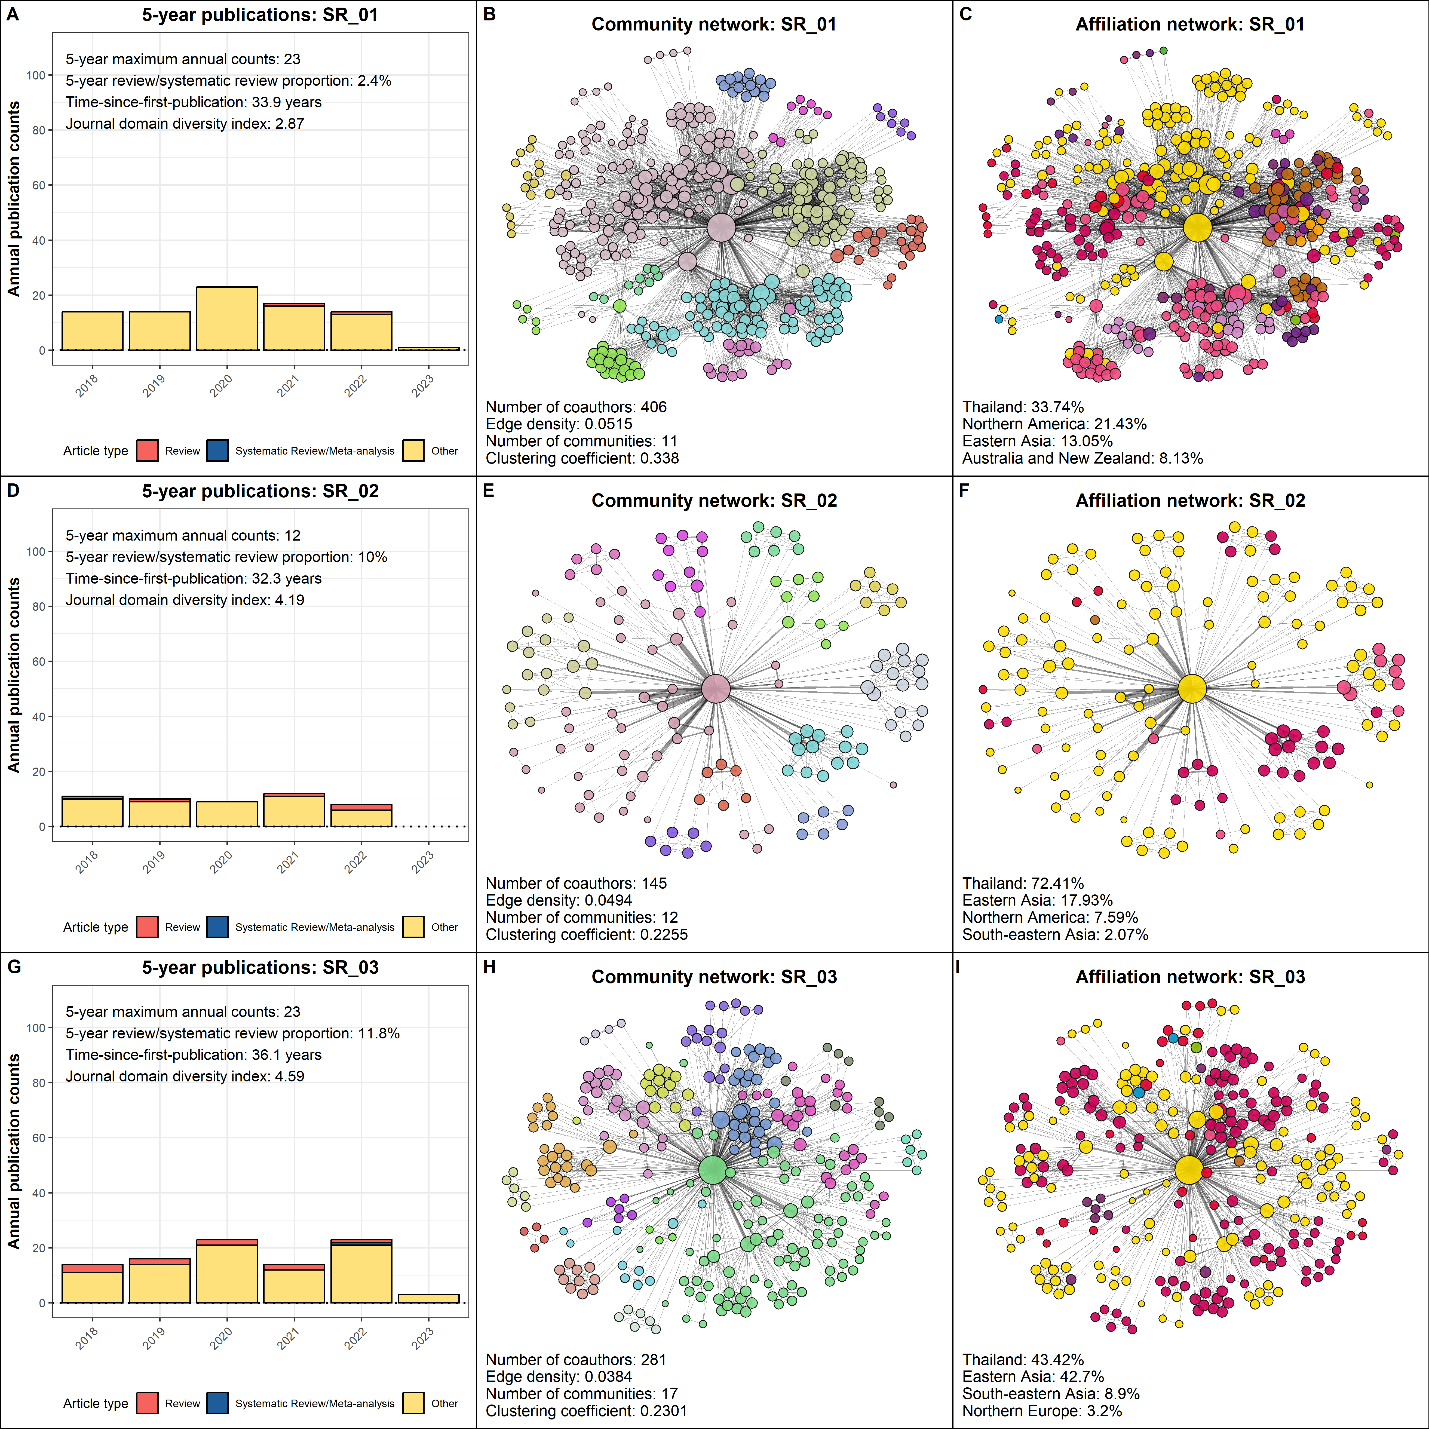 A
5-year publications: SR_01
5-year maximum annual counts: 23
5-year review/systematic review proportion: 2.4%
Time-since-first-publication: 33.9 years
Journal domain diversity index: 2.87
Annual publication counts
100
80
60
40
20
0
2018
2019
2020
2021
2022
2023
Article type
Review
Systematic Review/Meta-analysis
Other
B
Community network: SR_01
Number of coauthors: 406
Edge density: 0.0515
Number of communities: 11
Clustering coefficient: 0.338
C
Affiliation network: SR_01
Thailand: 33.74%
Northern America: 21.43%
Eastern Asia: 13.05%
Australia and New Zealand: 8.13%
D
5-year publications: SR_02
5-year maximum annual counts: 12
5-year review/systematic review proportion: 10%
Time-since-first-publication: 32.3 years
Journal domain diversity index: 4.19
Annual publication counts
100
80
60
40
20
0
2018
2019
2020
2021
2022
2023
Article type
Review
Systematic Review/Meta-analysis
Other
E
Community network: SR_02
Number of coauthors: 145
Edge density: 0.0494
Number of communities: 12
Clustering coefficient: 0.2255
F
Affiliation network: SR_02
Thailand: 72.41%
Eastern Asia: 17.93%
Northern America: 7.59%
South-eastern Asia: 2.07%
G
5-year publications: SR_03
5-year maximum annual counts: 23
5-year review/systematic review proportion: 11.8%
Time-since-first-publication: 36.1 years
Journal domain diversity index: 4.59
Annual publication counts
100
80
60
40
20
0
2018
2019
2020
2021
2022
2023
Article type
Review
Systematic Review/Meta-analysis
Other
H
Community network: SR_03
Number of coauthors: 281
Edge density: 0.0384
Number of communities: 17
Clustering coefficient: 0.2301
I
Affiliation network: SR_03
Thailand: 43.42%
Eastern Asia: 42.7%
South-eastern Asia: 8.9%
Northern Europe: 3.2%